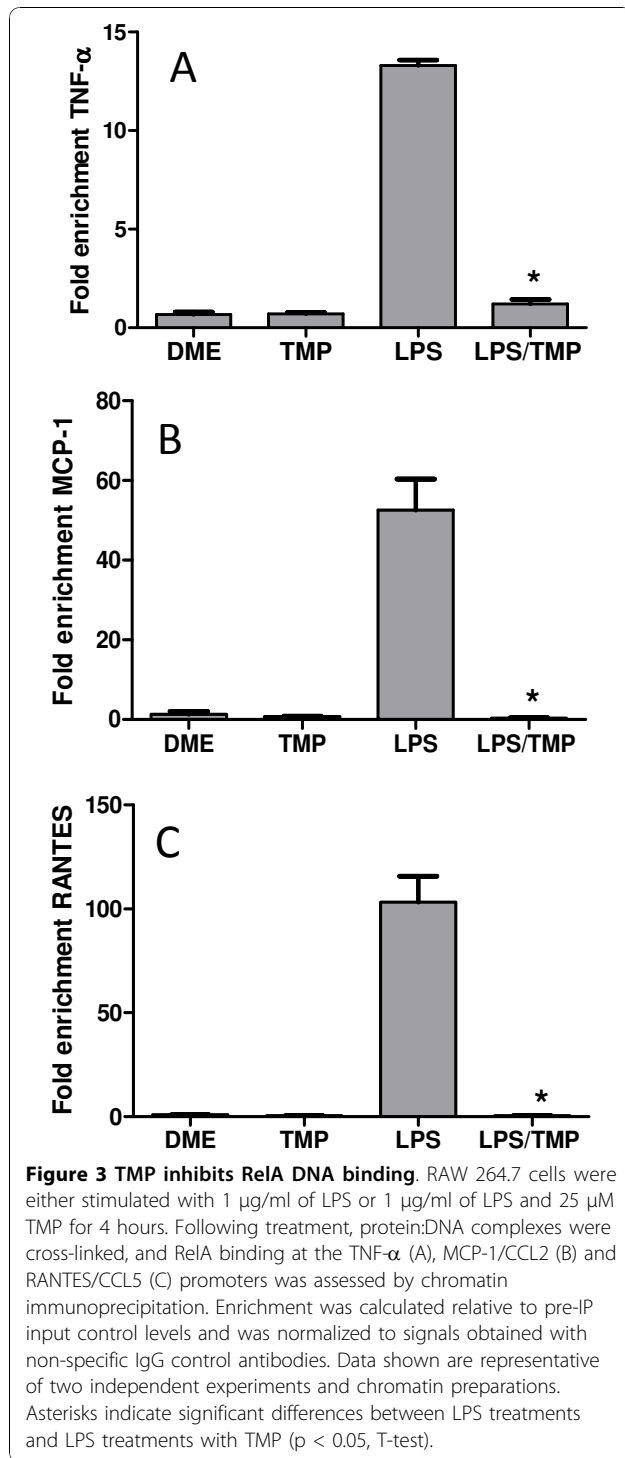 A
Fold enrichment TNF-α
15
10
5
0
DME TMP LPS LPS/TMP
*
B
Fold enrichment MCP-1
80
60
40
20
0
DME TMP LPS LPS/TMP
*
C
Fold enrichment RANTES
150
100
50
0
DME TMP LPS LPS/TMP
*
Figure 3 TMP inhibits RelA DNA binding. RAW 264.7 cells were
either stimulated with 1 μg/ml of LPS or 1 μg/ml of LPS and 25 μM
TMP for 4 hours. Following treatment, protein:DNA complexes were
cross-linked, and RelA binding at the TNF-α (A), MCP-1/CCL2 (B) and
RANTES/CCL5 (C) promoters was assessed by chromatin
immunoprecipitation. Enrichment was calculated relative to pre-IP
input control levels and was normalized to signals obtained with
non-specific IgG control antibodies. Data shown are representative
of two independent experiments and chromatin preparations.
Asterisks indicate significant differences between LPS treatments
and LPS treatments with TMP (p < 0.05, T-test).